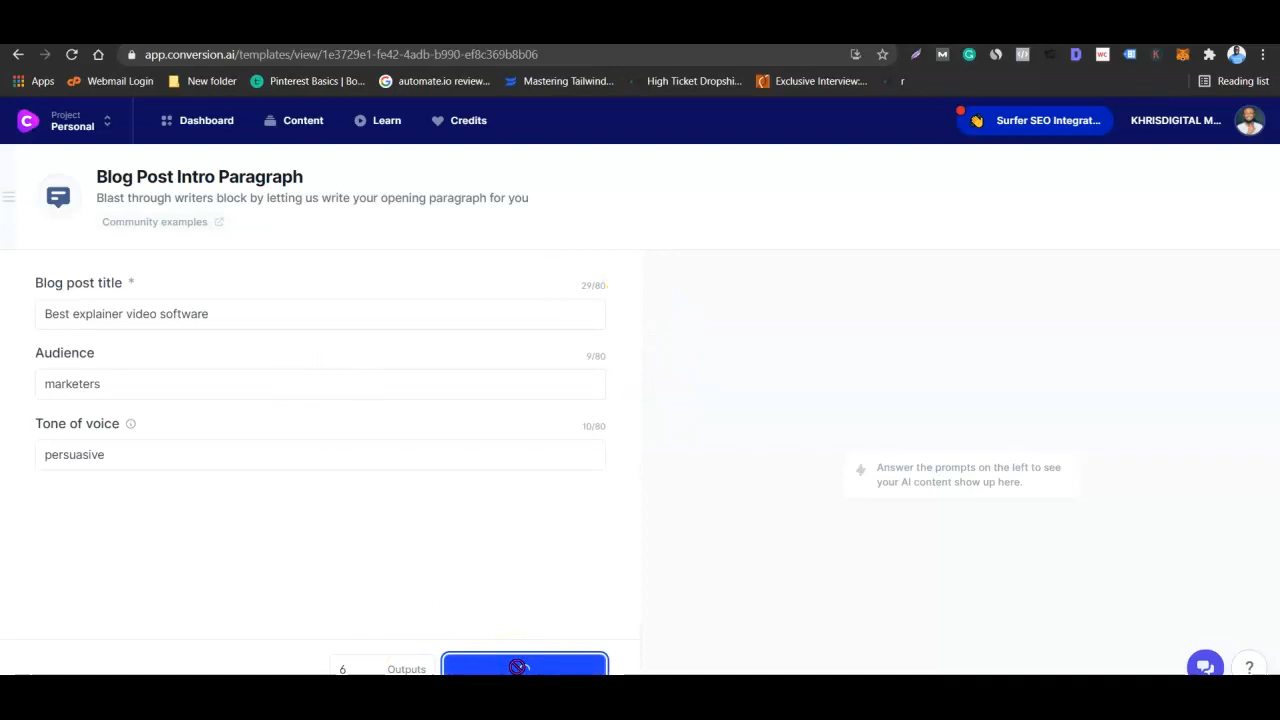 app.conversion.ai/templates/view/1e3729e1-fe42-4adb-b990-ef8c369b8b06
Apps
Webmail Login
New folder
Pinterest Basics | Bo...
automate.io review...
Mastering Tailwind...
High Ticket Dropshi...
Exclusive Interview:...
r
Reading list
Project
Personal
Dashboard
Content
Learn
Credits
Surfer SEO Integrat...
KHRISDIGITAL M...
Blog Post Intro Paragraph
Blast through writers block by letting us write your opening paragraph for you
Community examples
Blog post title *
29/80
Best explainer video software
Audience
9/80
marketers
Tone of voice
10/80
persuasive
Answer the prompts on the left to see
your AI content show up here.
6
Outputs
?